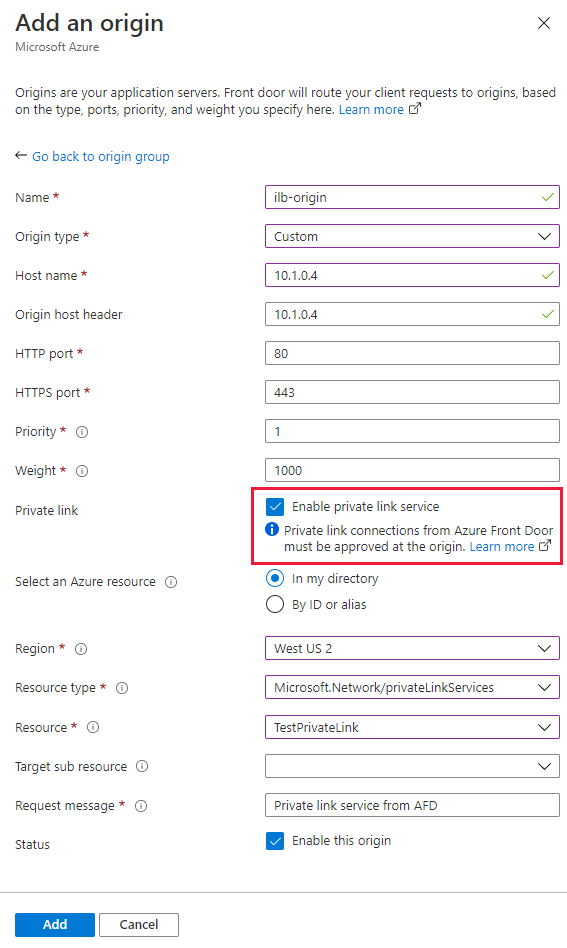 Add an origin
Microsoft Azure
Origins are your application servers. Front door will route your client requests to origins, based
on the type, ports, priority, and weight you specify here. Learn more
Go back to origin group
Name *
ilb-origin
Origin type *
Custom
Host name *
10.1.0.4
Origin host header
10.1.0.4
HTTP port *
80
HTTPS port *
443
Priority *
1
Weight *
1000
Private link
Enable private link service
Private link connections from Azure Front Door
must be approved at the origin. Learn more
Select an Azure resource
In my directory
By ID or alias
Region *
West US 2
Resource type *
Microsoft.Network/privateLinkServices
Resource *
TestPrivateLink
Target sub resource
Request message *
Private link service from AFD
Status
Enable this origin
Add
Cancel